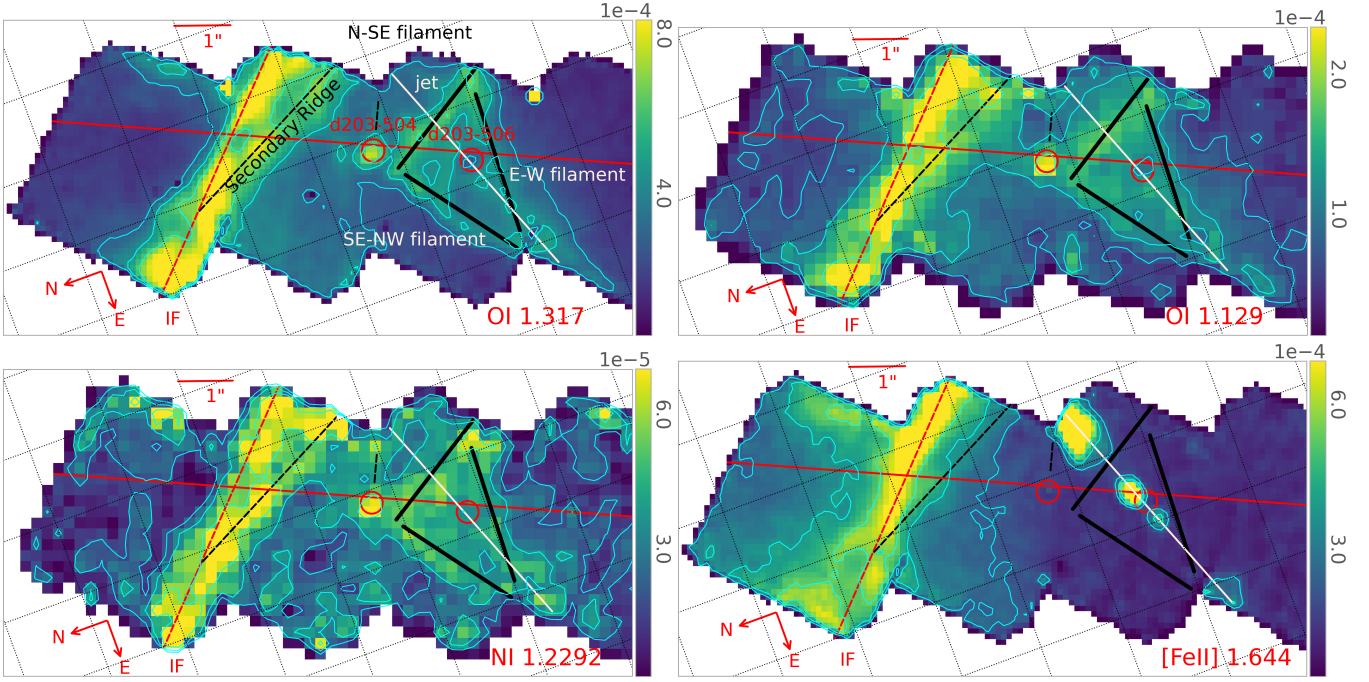 1e−4
N-SE filament
1"
jet
Secondary Ridge
d203-504
d203-506
E-W filament
SE-NW filament
N
E
IF
OI 1.317
8.0
4.0
1e−4
1"
N
E
IF
OI 1.129
2.0
1.0
1e−5
1"
N
E
IF
NI 1.2292
6.0
3.0
1e−4
1"
N
E
IF
[FeII] 1.644
6.0
3.0